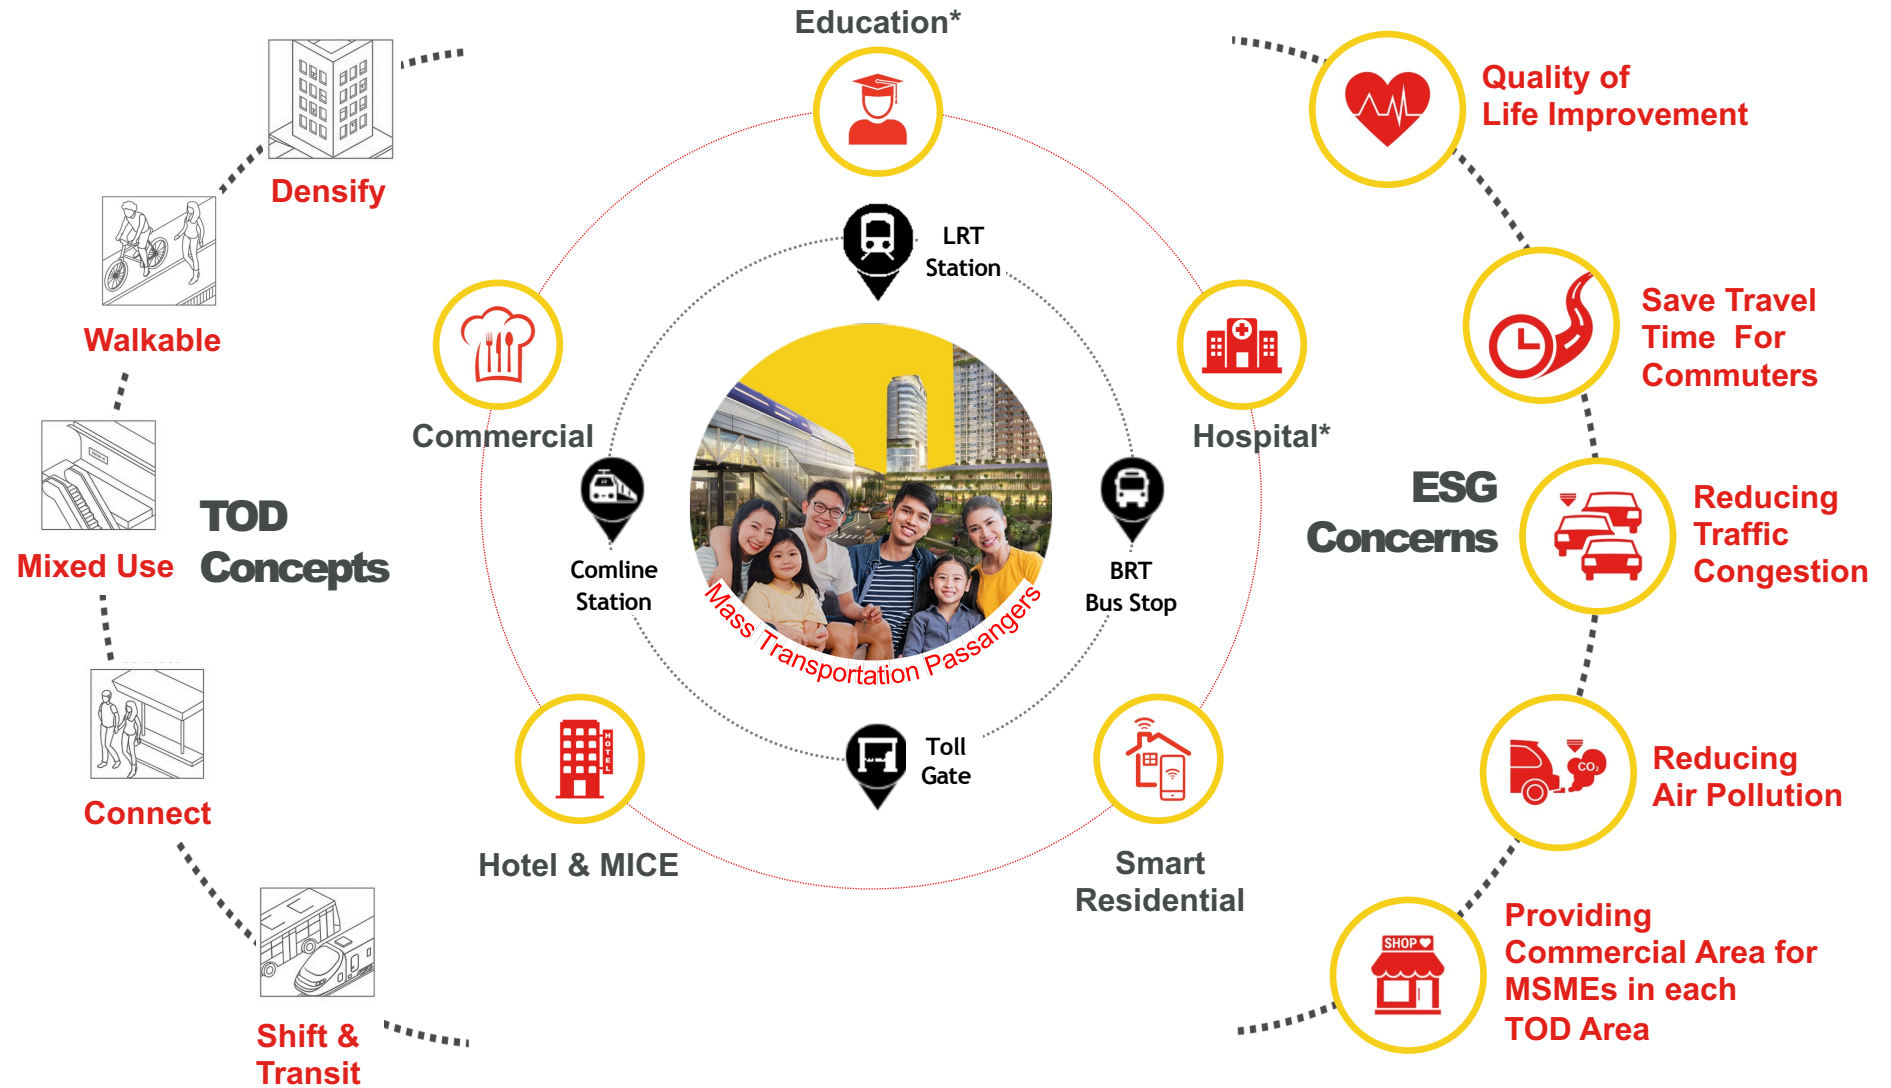 Education*
Densify
Walkable
Mixed Use
TOD
Concepts
Connect
Shift &
Transit
Commercial
Hospital*
Hotel & MICE
Smart
Residential
HOTEL
LRT
Station
Comline
Station
BRT
Bus Stop
Toll
Gate
Mass Transportation Passangers
ESG
Concerns
Quality of
Life Improvement
Save Travel
Time For
Commuters
Reducing
Traffic
Congestion
CO₂
Reducing
Air Pollution
SHOP
Providing
Commercial Area for
MSMEs in each
TOD Area